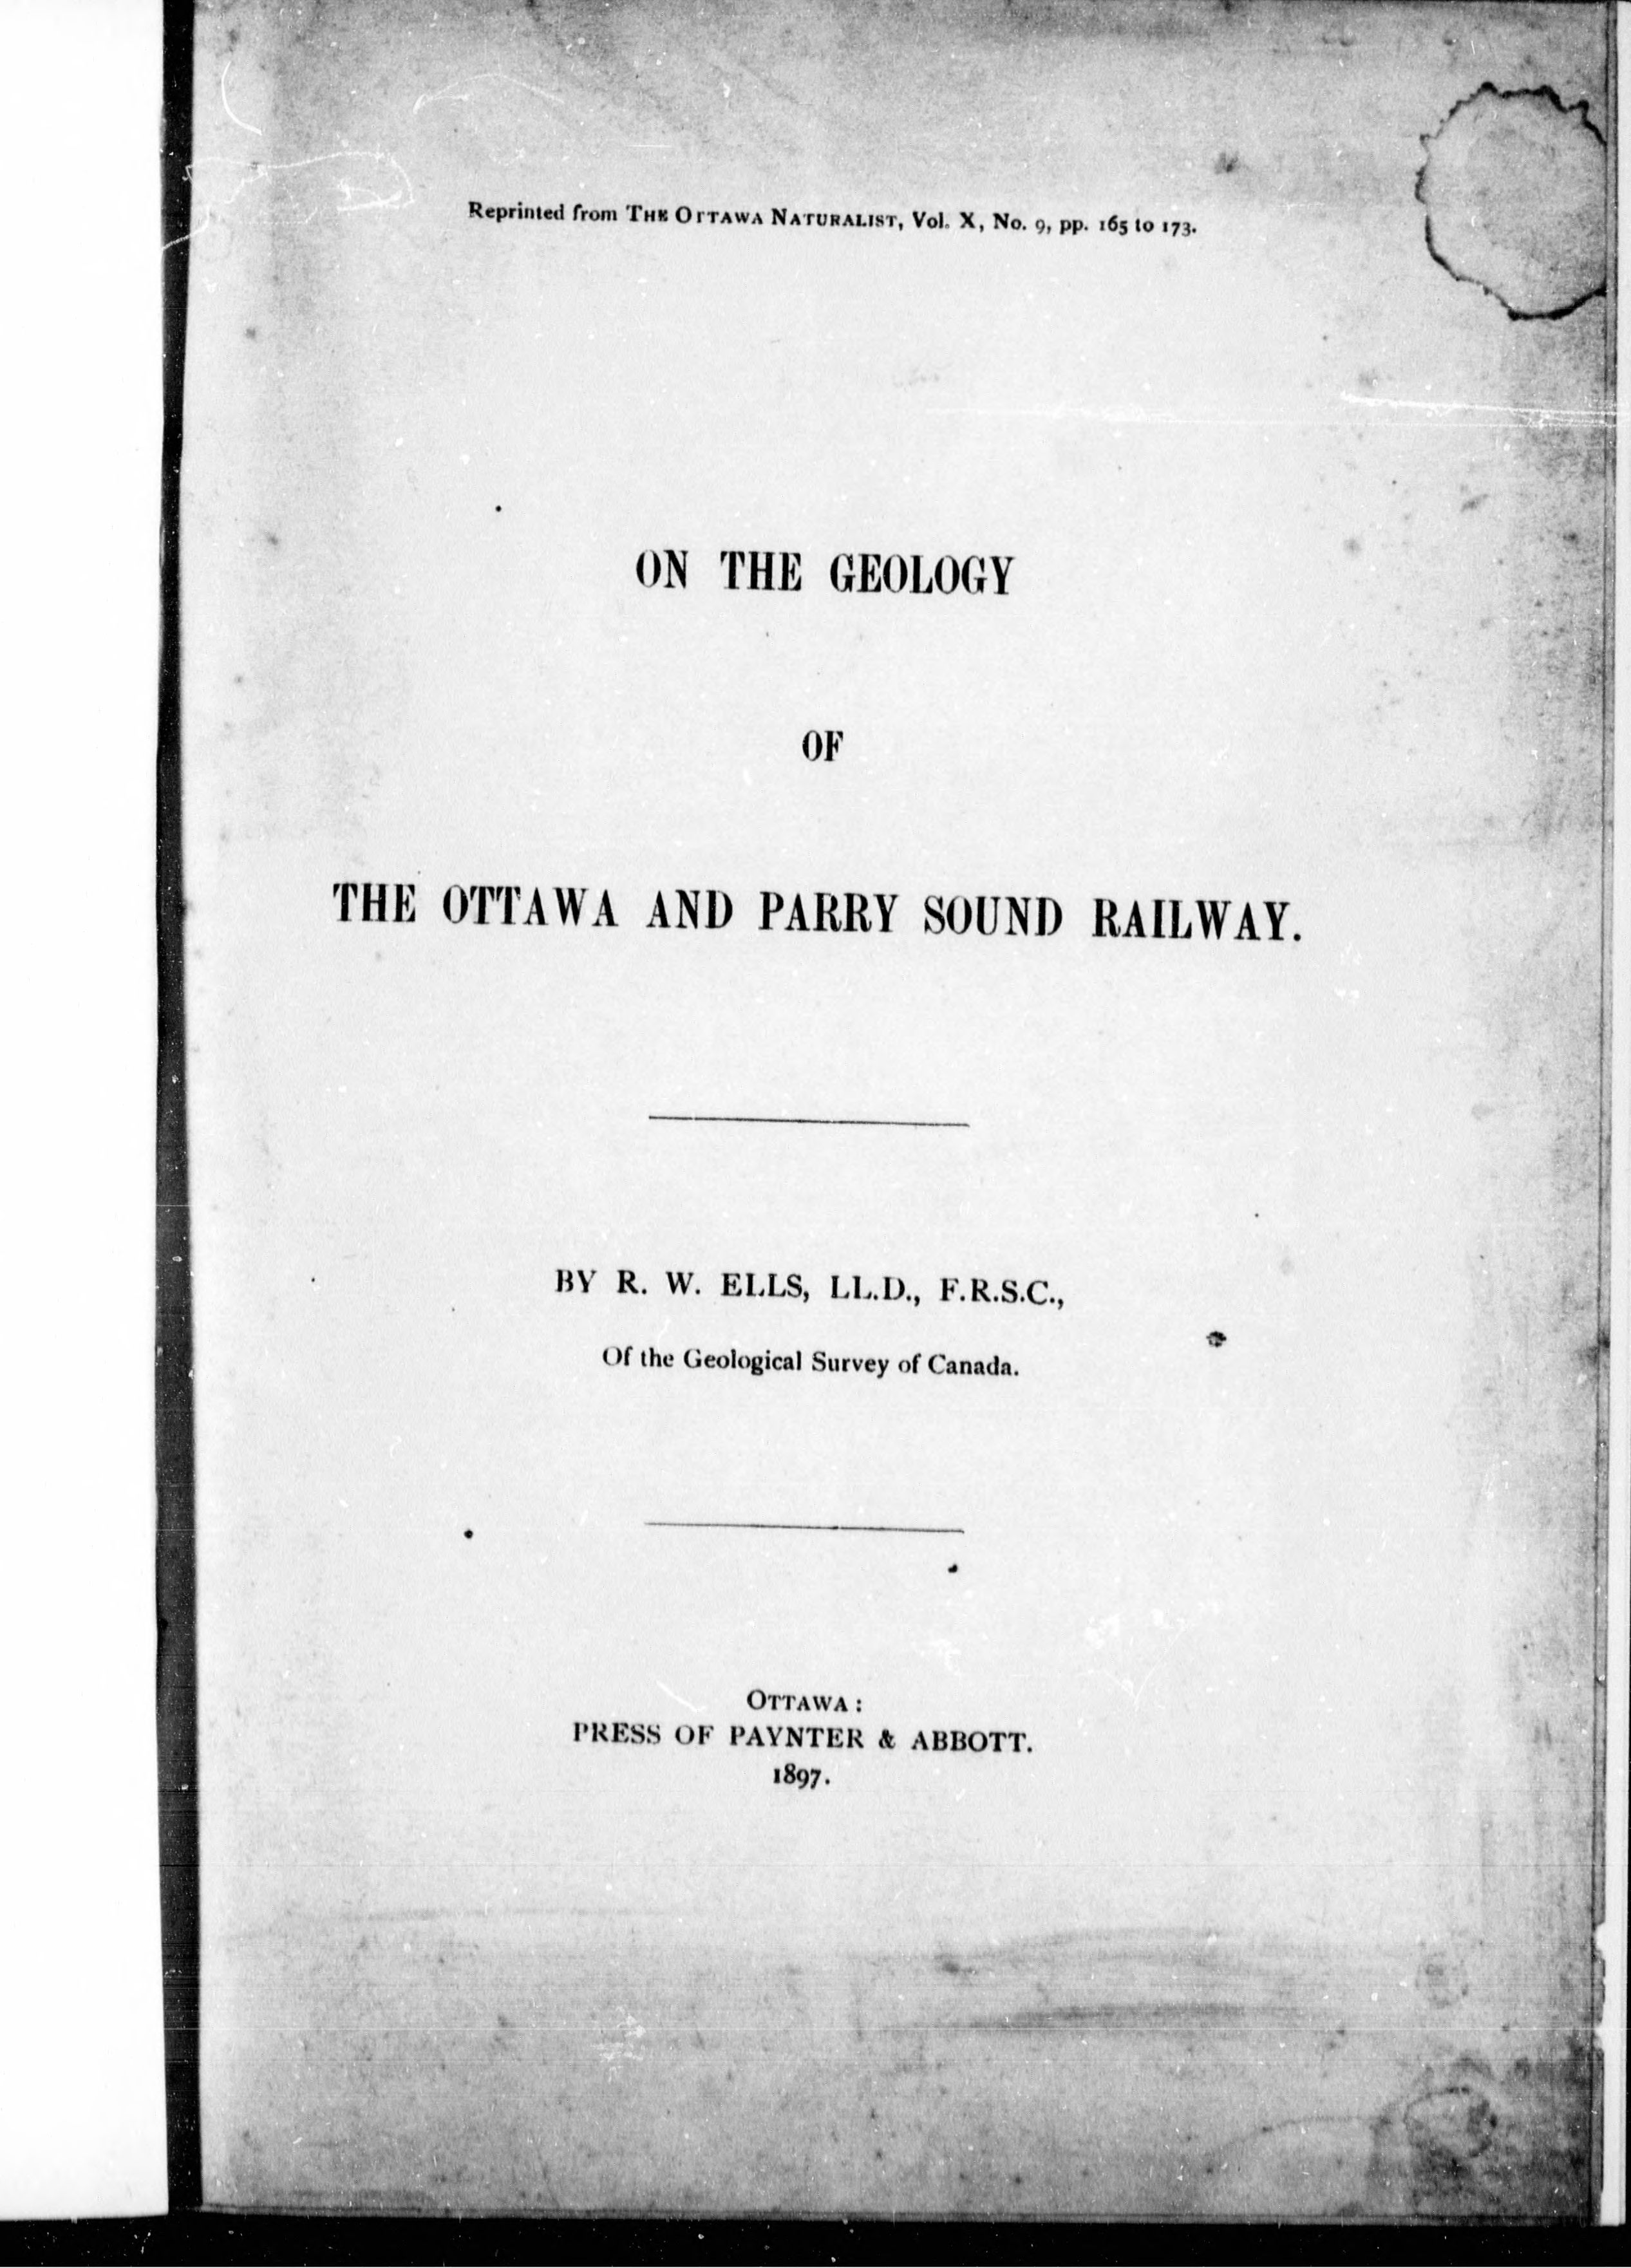 Reprinted from THE OTTAWA NATURALIST, Vol. X, No. 9, pp. 165 to 173.
ON THE GEOLOGY
OF
THE OTTAWA AND PARRY SOUND RAILWAY.
BY R. W. ELLS, LL.D., F.R.S.C.,
Of the Geological Survey of Canada.
OTTAWA:
PRESS OF PAYNTER & ABBOTT.
1897.